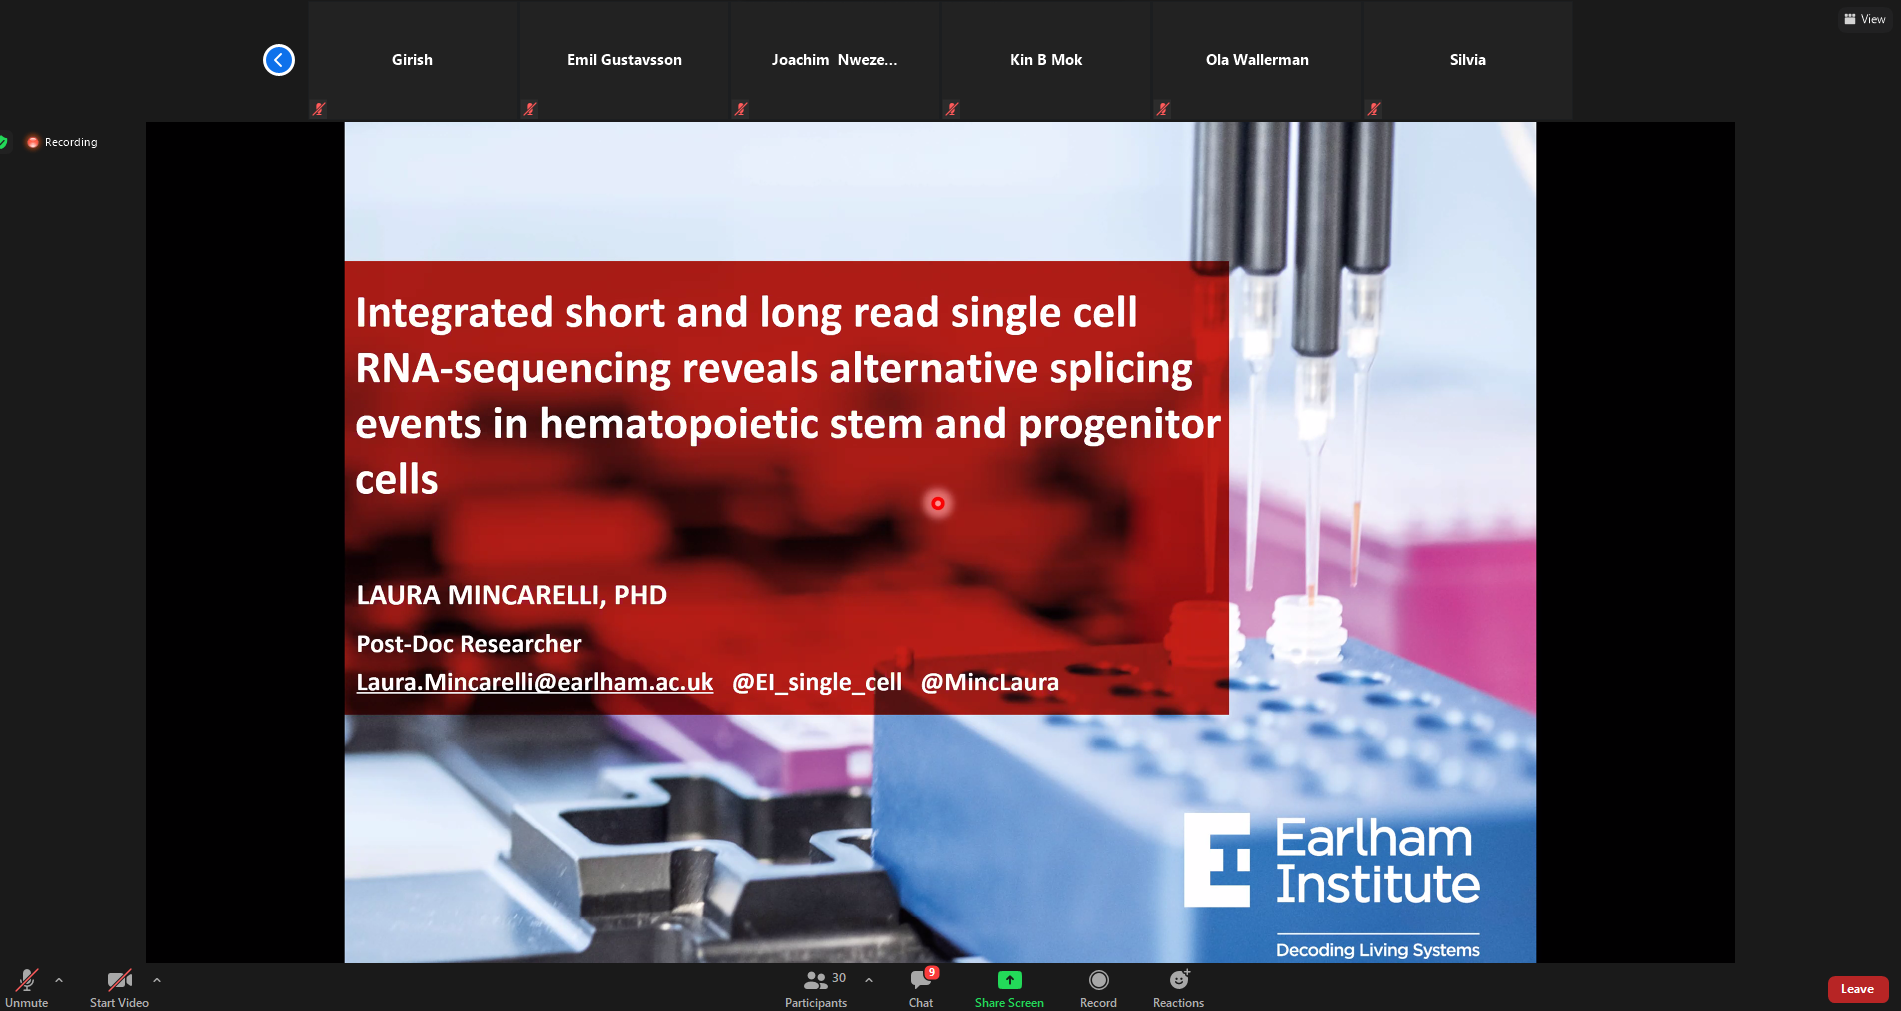 View
Girish
Emil Gustavsson
Joachim Nweze...
Kin B Mok
Ola Wallerman
Silvia
Recording
Integrated short and long read single cell
RNA-sequencing reveals alternative splicing
events in hematopoietic stem and progenitor
cells
LAURA MINCARELLI, PHD
Post-Doc Researcher
Laura.Mincarelli@earlham.ac.uk @EI_single_cell @MincLaura
EI
Earlham
Institute
Decoding Living Systems
Unmute
Start Video
30
Participants
9
Chat
Share Screen
Record
Reactions
Leave